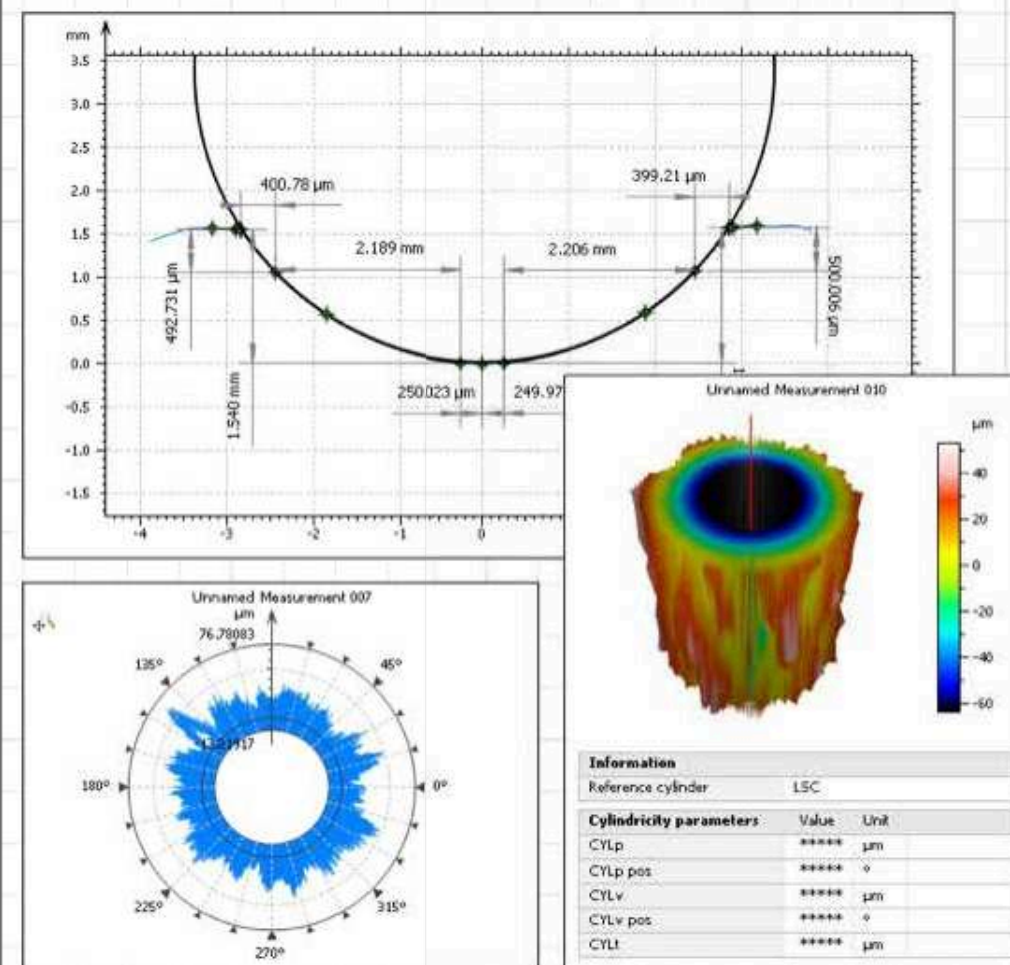 mm
3.5
3.0
2.5
2.0
1.5
1.0
0.5
0.0
-0.5
-1.0
-1.5
-4
-3
-2
-1
0
400.78 µm
399.21 µm
2.189 mm
2.206 mm
492.731 µm
500.006 µm
1.540 mm
250.023 µm
249.97
Unnamed Measurement 010
µm
40
20
0
-20
-40
-60
Unnamed Measurement 007
µm
76.78083
135°
45°
180°
0°
225°
315°
270°
Information
Reference cylinder LSC
Cylindricity parameters Value Unit
CYLp ***** µm
CYLp pos ***** °
CYLv ***** µm
CYLv pos ***** °
CYLt ***** µm